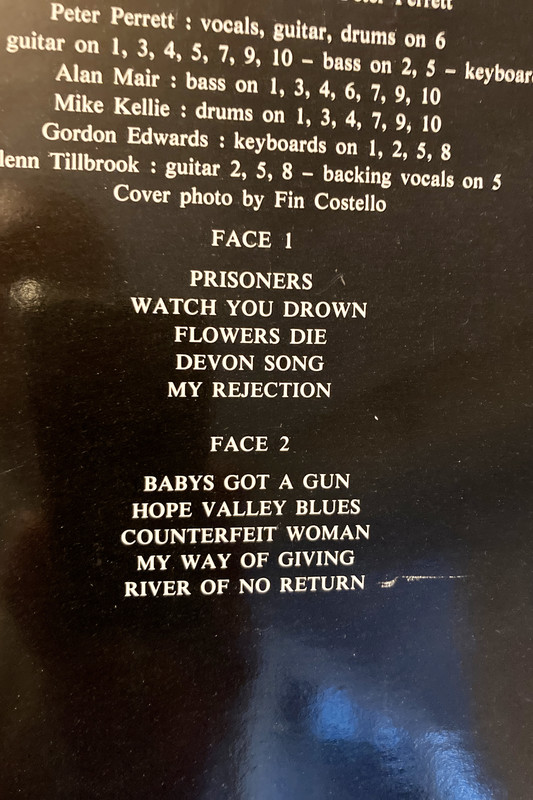 Peter Perrett
Peter Perrett : vocals, guitar, drums on 6
guitar on 1, 3, 4, 5, 7, 9, 10 – bass on 2, 5 – keyboar
Alan Mair : bass on 1, 3, 4, 6, 7, 9, 10
Mike Kellie : drums on 1, 3, 4, 7, 9, 10
Gordon Edwards : keyboards on 1, 2, 5, 8
lenn Tillbrook : guitar 2, 5, 8 – backing vocals on 5
Cover photo by Fin Costello
FACE 1
PRISONERS
WATCH YOU DROWN
FLOWERS DIE
DEVON SONG
MY REJECTION
FACE 2
BABYS GOT A GUN
HOPE VALLEY BLUES
COUNTERFEIT WOMAN
MY WAY OF GIVING
RIVER OF NO RETURN